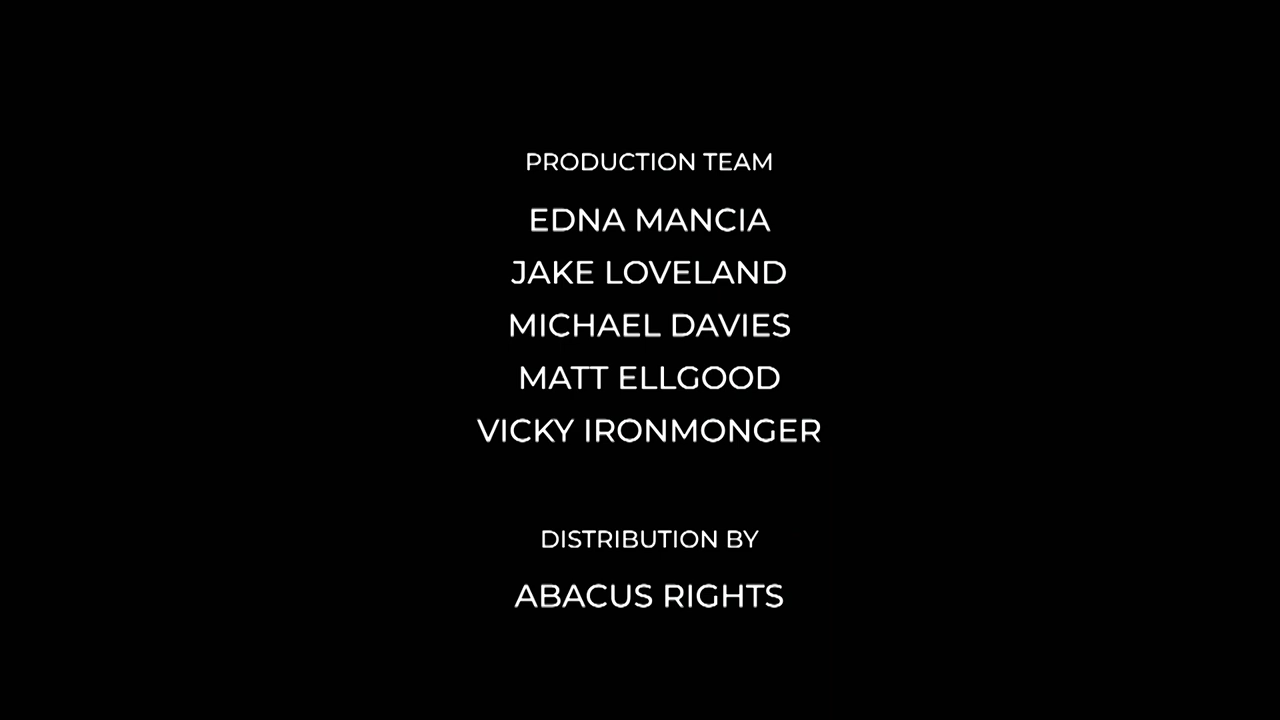 PRODUCTION TEAM
EDNA MANCIA
JAKE LOVELAND
MICHAEL DAVIES
MATT ELLGOOD
VICKY IRONMONGER
DISTRIBUTION BY
ABACUS RIGHTS